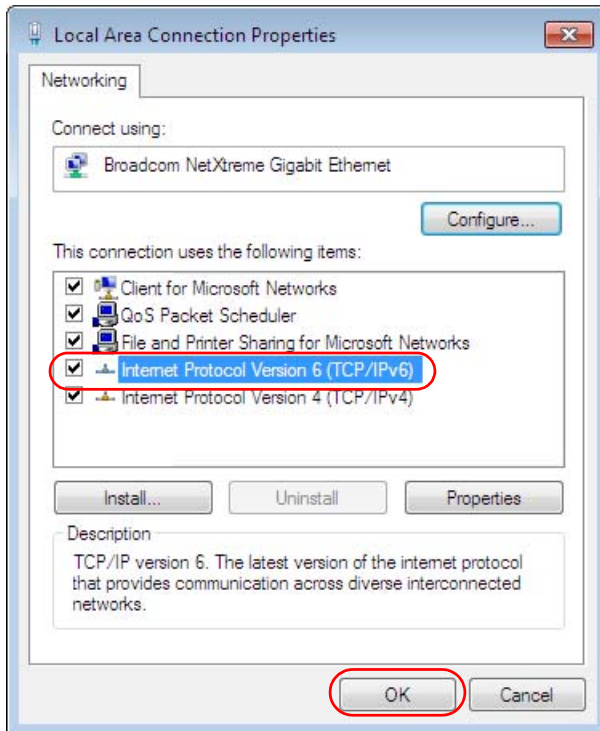 Local Area Connection Properties
Networking
Connect using:
Broadcom NetXtreme Gigabit Ethernet
Configure...
This connection uses the following items:
Client for Microsoft Networks
QoS Packet Scheduler
File and Printer Sharing for Microsoft Networks
Internet Protocol Version 6 (TCP/IPv6)
Internet Protocol Version 4 (TCP/IPv4)
Install...
Uninstall
Properties
Description
TCP/IP version 6. The latest version of the internet protocol
that provides communication across diverse interconnected
networks.
OK
Cancel